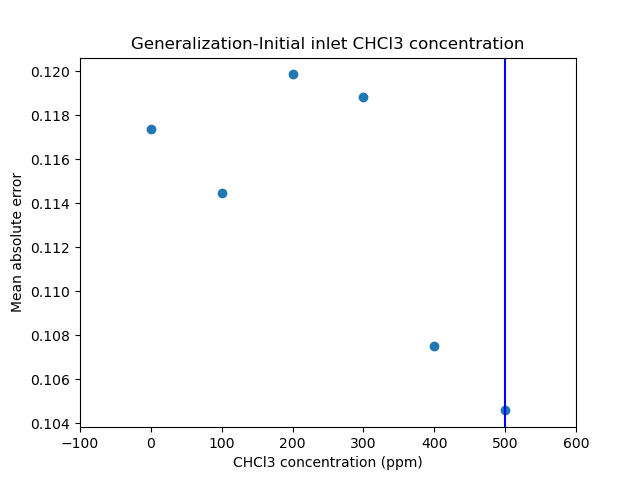 Generalization-Initial inlet CHCl3 concentration
0.120
0.118
0.116
0.114
0.112
0.110
0.108
0.106
0.104
Mean absolute error
−100 0 100 200 300 400 500 600
CHCl3 concentration (ppm)